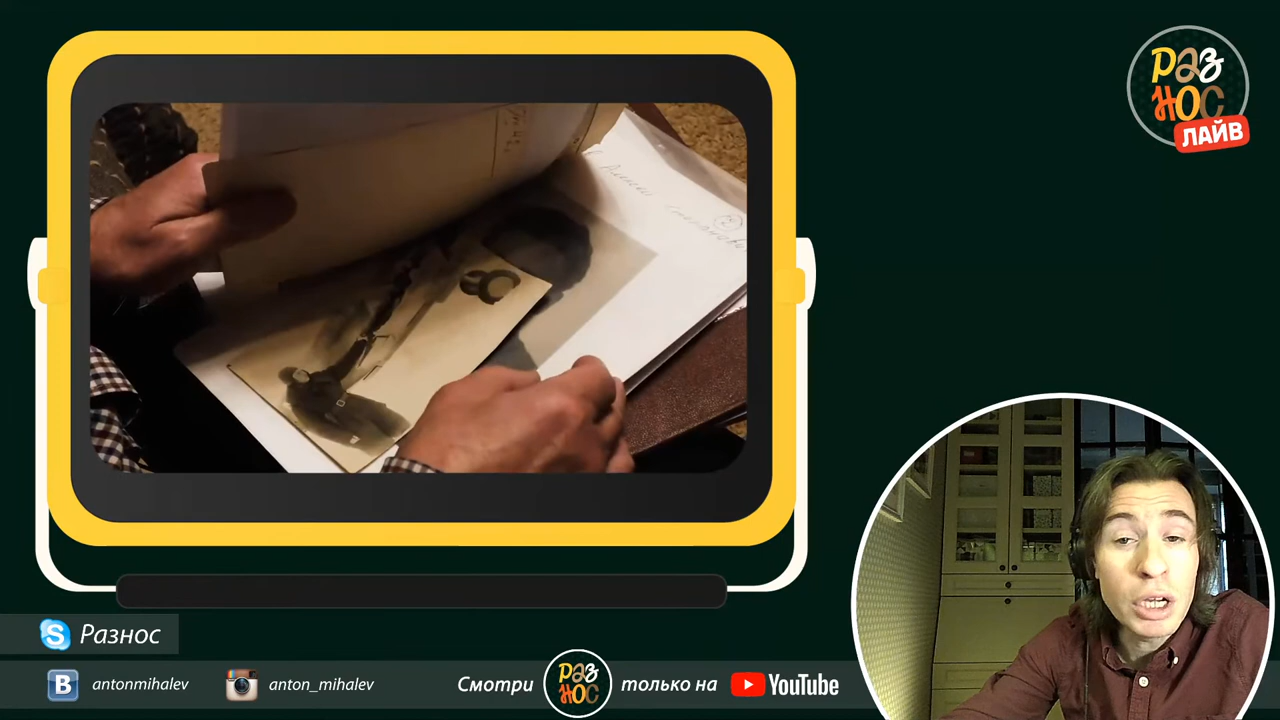 РАЗ
НОС
ЛАЙВ
Разнос
antonmihalev
anton_mihalev
Смотри
РАЗ
НОС
только на
YouTube